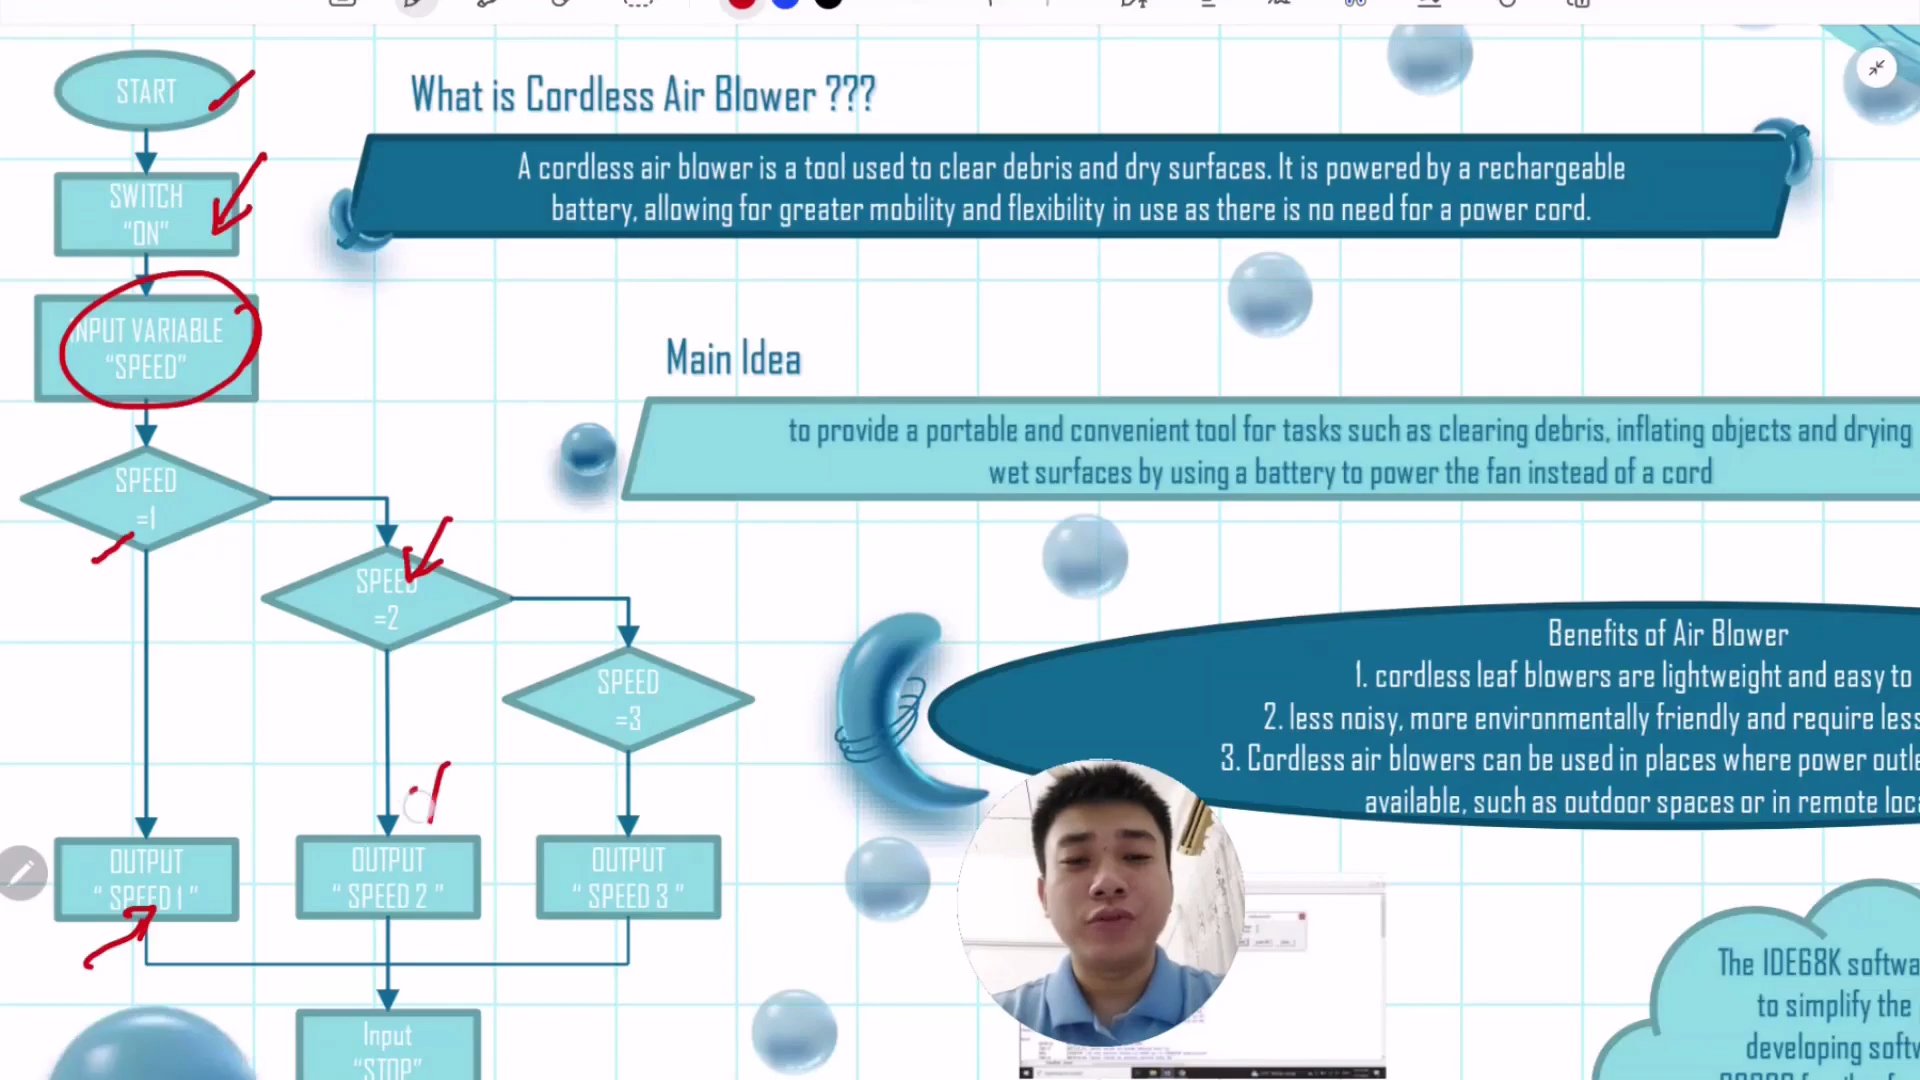 START
SWITCH
"ON"
INPUT VARIABLE
"SPEED"
SPEED
=1
SPEED
=2
SPEED
=3
OUTPUT
" SPEED 1 "
OUTPUT
" SPEED 2 "
OUTPUT
" SPEED 3 "
Input
"STOP"
What is Cordless Air Blower ???
A cordless air blower is a tool used to clear debris and dry surfaces. It is powered by a rechargeable
battery, allowing for greater mobility and flexibility in use as there is no need for a power cord.
Main Idea
to provide a portable and convenient tool for tasks such as clearing debris, inflating objects and drying
wet surfaces by using a battery to power the fan instead of a cord
Benefits of Air Blower
1. cordless leaf blowers are lightweight and easy to
2. less noisy, more environmentally friendly and require less
3. Cordless air blowers can be used in places where power outle
available, such as outdoor spaces or in remote loca
The IDE68K softwa
to simplify the
developing softw